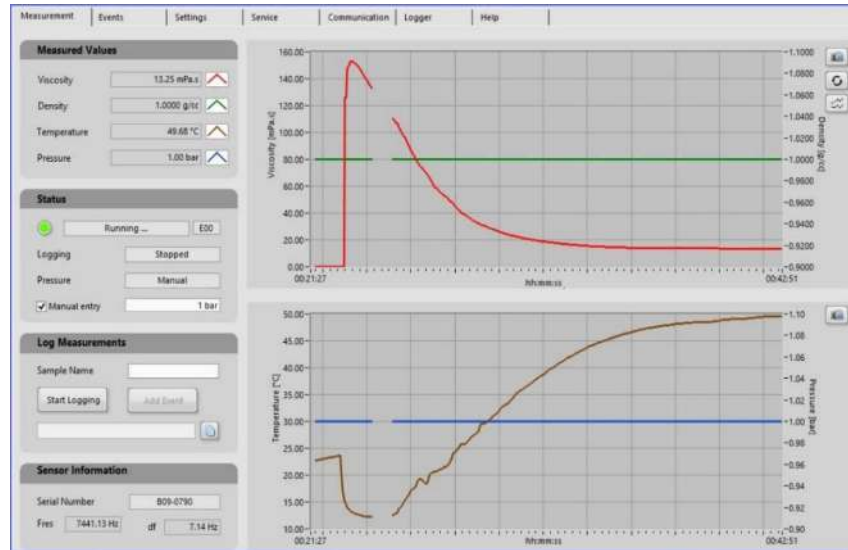 Measurement Events Settings Service Communication Logger Help
Measured Values
Viscosity 13.25 mPa.s
Density 1.0000 g/cc
Temperature 49.68 °C
Pressure 1.00 bar
Status
Running ... E00
Logging Stopped
Pressure Manual
Manual entry 1 bar
Log Measurements
Sample Name
Start Logging Add Event
Sensor Information
Serial Number B09-0790
Fres 7441.13 Hz df 7.14 Hz
Viscosity [mPa.s]
160.00
140.00
120.00
100.00
80.00
60.00
40.00
20.00
0.00
00:21:27
hh:mm:ss
00:42:51
1.1000
1.0800
1.0600
1.0400
1.0200
1.0000
0.9800
0.9600
0.9400
0.9200
0.9000
Density [g/cc]
Temperature [°C]
50.00
45.00
40.00
35.00
30.00
25.00
20.00
15.00
10.00
00:21:27
hh:mm:ss
00:42:51
1.10
1.08
1.06
1.04
1.02
1.00
0.98
0.96
0.94
0.92
0.90
Pressure [bar]